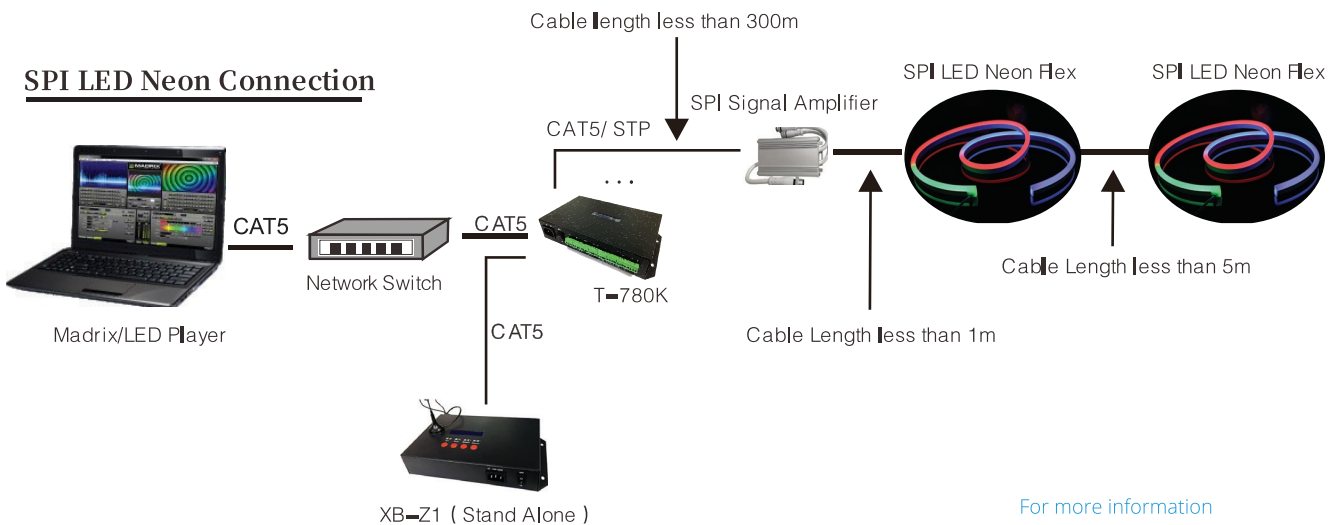 Cable length less than 300m
SPI LED Neon Connection
SPI LED Neon Flex
SPI LED Neon Flex
SPI Signal Amplifier
CAT5/ STP
...
MADRIX
CAT5
CAT5
Network Switch
T-780K
Cable Length less than 5m
Madrix/LED Player
CAT5
Cable Length less than 1m
XB-Z1 ( Stand Alone )
For more information